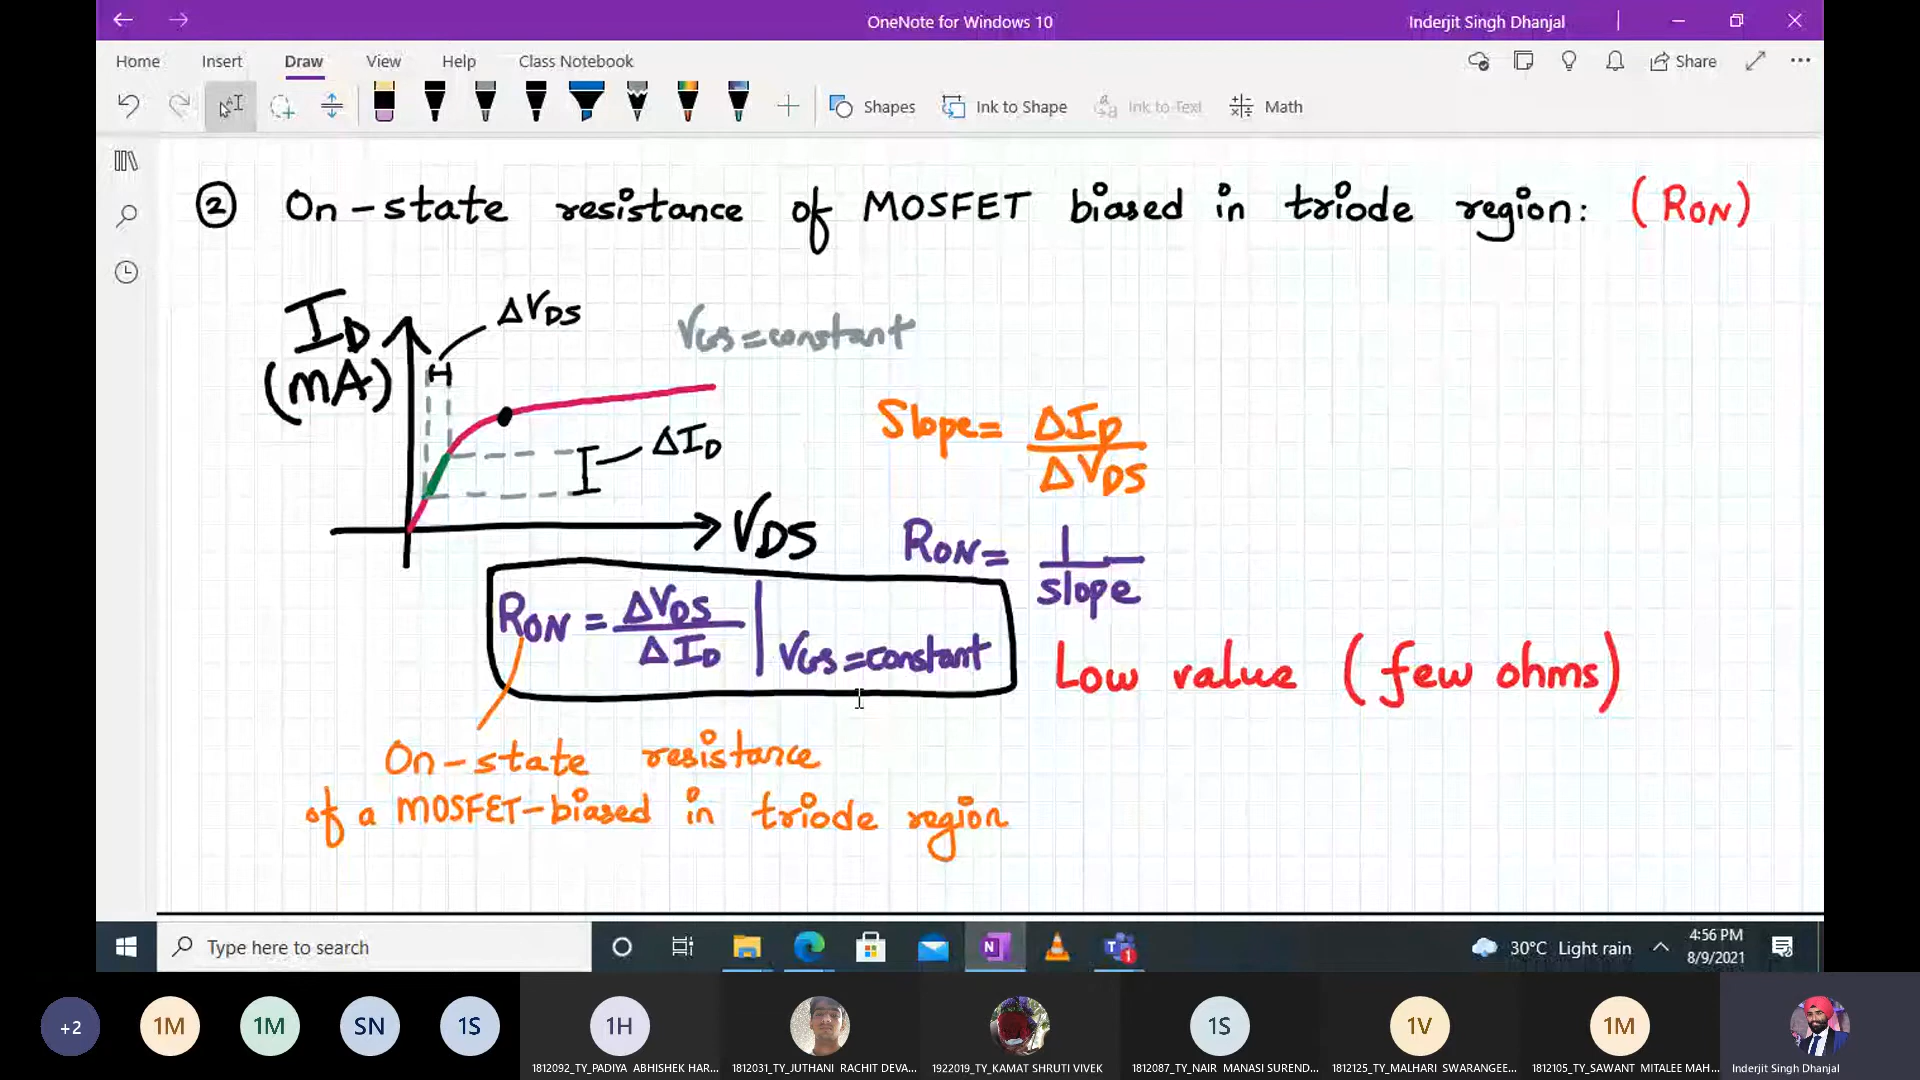 OneNote for Windows 10
Inderjit Singh Dhanjal
Home Insert Draw View Help Class Notebook
Share
Shapes Ink to Shape Ink to Text Math
② On-state resistance of MOSFET biased in triode region: (RON)
ID
(mA)
ΔVDS
VGS=constant
ΔID
VDS
Slope= ΔID
ΔVDS
RON= 1
slope
RON = ΔVDS
ΔID
VGS=constant
Low value (few ohms)
On-state resistance
of a MOSFET-biased in triode region
Type here to search
1
30°C Light rain
4:56 PM
8/9/2021
+2
1M
1M
SN
1S
1H
1S
1V
1M
1812092_TY_PADIYA ABHISHEK HAR...
1812031_TY_JUTHANI RACHIT DEVA...
1922019_TY_KAMAT SHRUTI VIVEK
1812087_TY_NAIR MANASI SUREND...
1812125_TY_MALHARI SWARANGEE...
1812105_TY_SAWANT MITALEE MAH...
Inderjit Singh Dhanjal